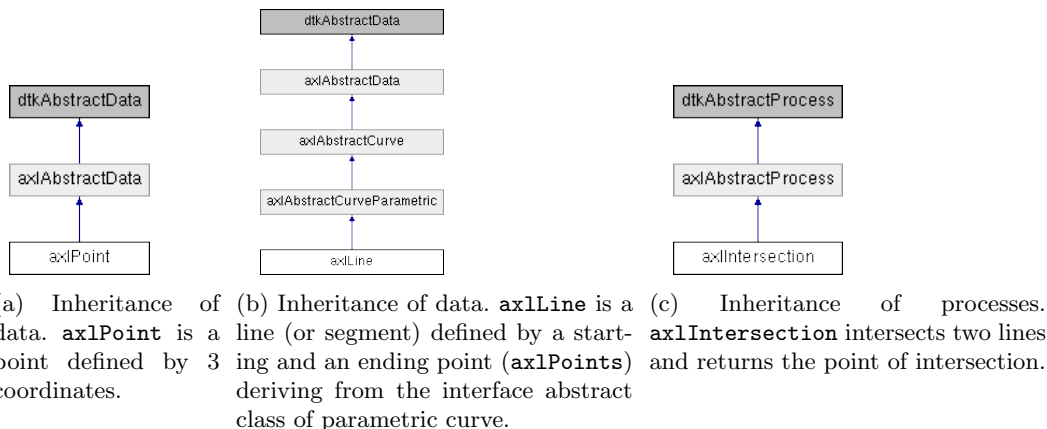 dtkAbstractData
axlAbstractData
axlPoint
dtkAbstractData
axlAbstractData
axlAbstractCurve
axlAbstractCurveParametric
axlLine
dtkAbstractProcess
axlAbstractProcess
axlIntersection
(a) Inheritance of
data. axlPoint is a
point defined by 3
coordinates.
(b) Inheritance of data. axlLine is a
line (or segment) defined by a start-
ing and an ending point (axlPoints)
deriving from the interface abstract
class of parametric curve.
(c) Inheritance of processes.
axlIntersection intersects two lines
and returns the point of intersection.